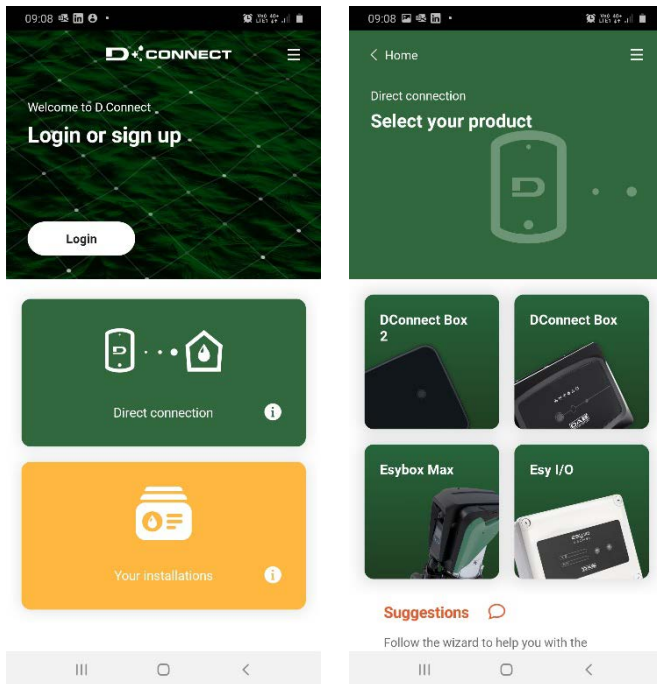 09:08
D+CONNECT
Welcome to D.Connect
Login or sign up
Login
Direct connection
Your installations
09:08
Home
Direct connection
Select your product
D
DConnect Box
2
DConnect Box
DAB
Esybox Max
Esy I/O
DAB
Suggestions
Follow the wizard to help you with the